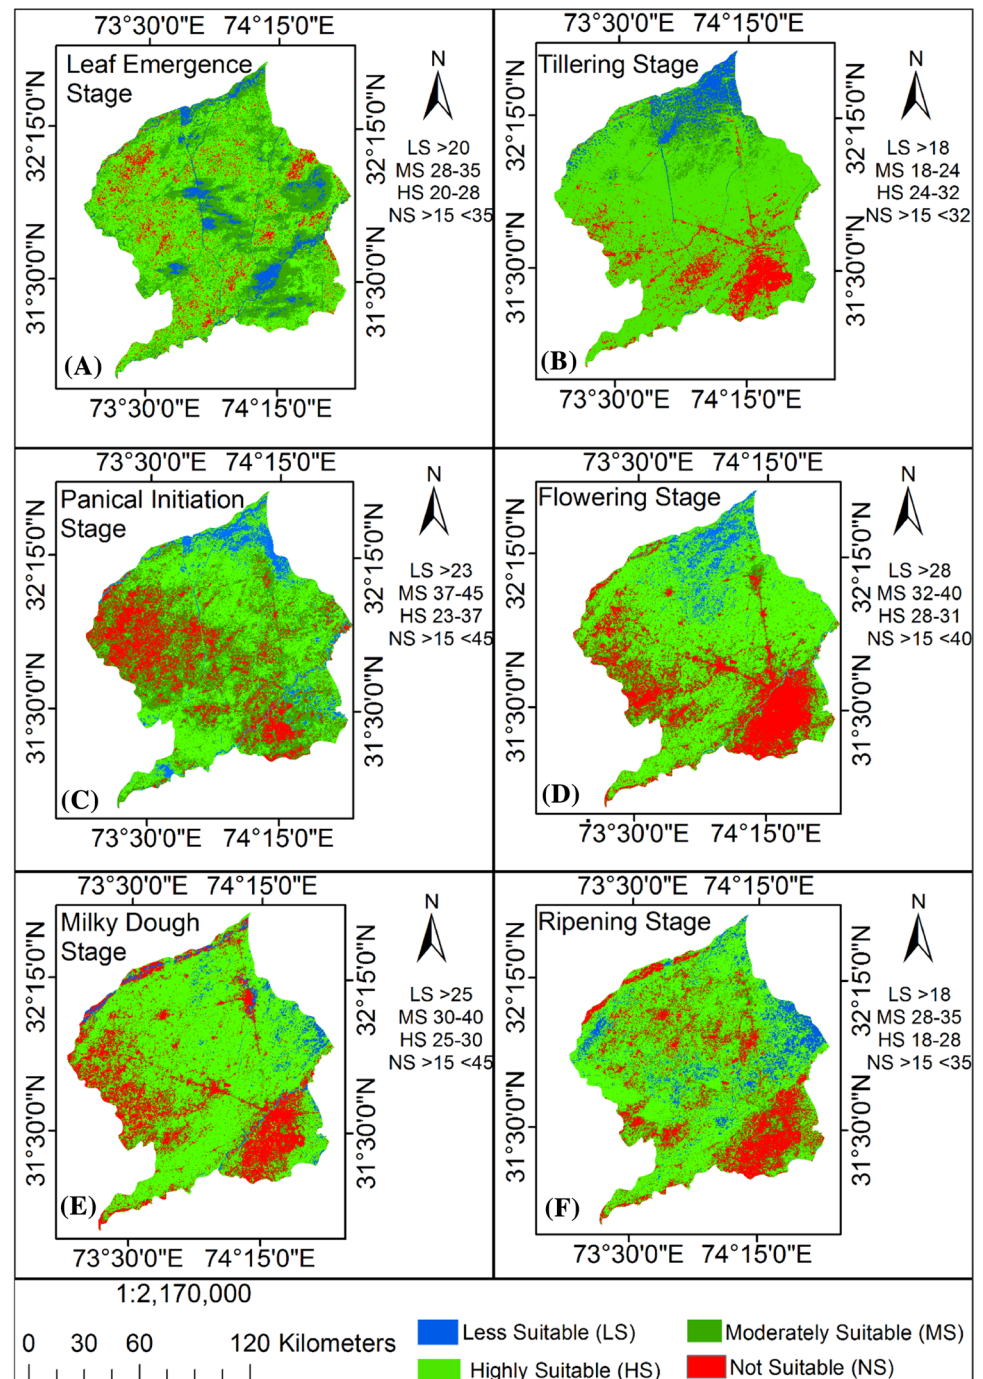 73°30'0"E 74°15'0"E
Leaf Emergence
Stage
N
32°15'0"N
32°15'0"N
LS >20
MS 28-35
HS 20-28
NS >15 <35
31°30'0"N
31°30'0"N
(A)
73°30'0"E 74°15'0"E
73°30'0"E 74°15'0"E
Tillering Stage
N
32°15'0"N
32°15'0"N
LS >18
MS 18-24
HS 24-32
NS >15 <32
31°30'0"N
31°30'0"N
(B)
73°30'0"E 74°15'0"E
73°30'0"E 74°15'0"E
Panical Initiation
Stage
N
32°15'0"N
32°15'0"N
LS >23
MS 37-45
HS 23-37
NS >15 <45
31°30'0"N
31°30'0"N
(C)
73°30'0"E 74°15'0"E
73°30'0"E 74°15'0"E
Flowering Stage
N
32°15'0"N
32°15'0"N
LS >28
MS 32-40
HS 28-31
NS >15 <40
31°30'0"N
31°30'0"N
(D)
73°30'0"E 74°15'0"E
73°30'0"E 74°15'0"E
Milky Dough
Stage
N
32°15'0"N
32°15'0"N
LS >25
MS 30-40
HS 25-30
NS >15 <45
31°30'0"N
31°30'0"N
(E)
73°30'0"E 74°15'0"E
73°30'0"E 74°15'0"E
Ripening Stage
N
32°15'0"N
32°15'0"N
LS >18
MS 28-35
HS 18-28
NS >15 <35
31°30'0"N
31°30'0"N
(F)
73°30'0"E 74°15'0"E
1:2,170,000
0 30 60 120 Kilometers
Less Suitable (LS)
Moderately Suitable (MS)
Highly Suitable (HS)
Not Suitable (NS)